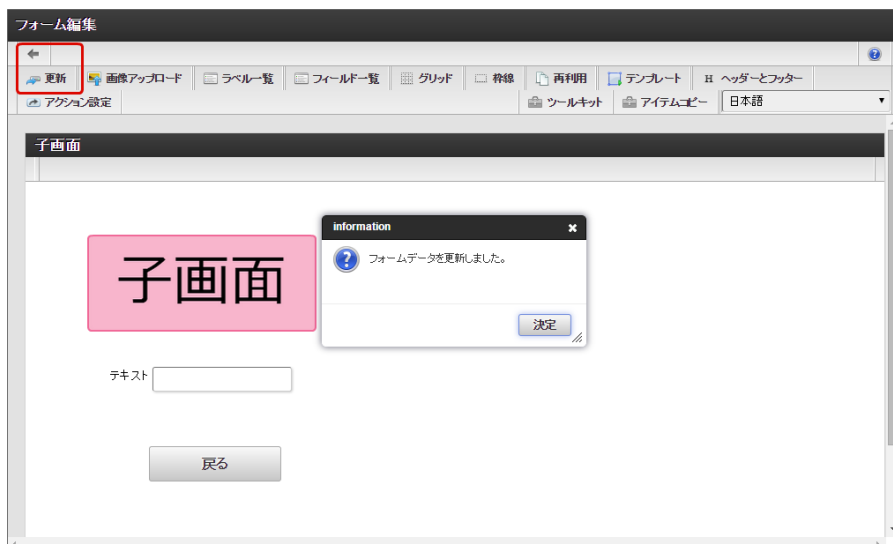 フォーム編集
更新 画像アップロード ラベル一覧 フィールド一覧 グリッド 枠線 再利用 テンプレート H ヘッダーとフッター
アクション設定 ツールキット アイテムコピー 日本語
子画面
information
フォームデータを更新しました。
決定
子画面
テキスト
戻る